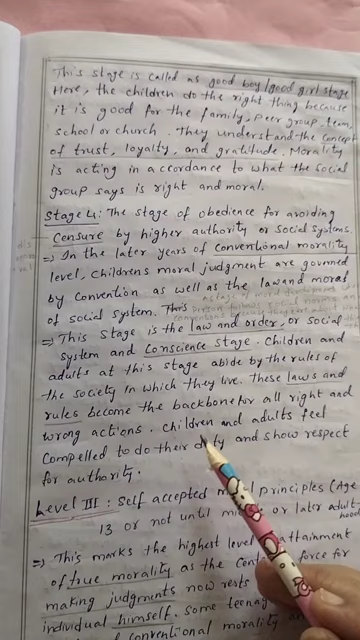 This stage is called as good boy/good girl stage
Here, the children do the right thing because
it is good for the family, peer group, team,
school or church. They understand the concept
of trust, loyalty, and gratitude. Morality
is acting in accordance to what the social
group says is right and moral.
Stage 4: The stage of obedience for avoiding
Censure by higher authority or social systems.
⇒ In the later years of conventional morality
level, childrens moral judgment are governed
by Convention as well as the law and moral
of social system. This
⇒ This stage is the law and order, or Social
System and Conscience stage. Children and
adults at this stage abide by the rules of
the society in which they live. These laws and
rules become the backbone for all right and
wrong actions. Children and adults feel
Compelled to do their duty and show respect
for authority.
Level III: Self accepted moral principles (Age
13 or not until or later adulthood
⇒ This marks the highest level attainment
of true morality as the force for
making judgments now rests
individual himself. Some
of conventional morality